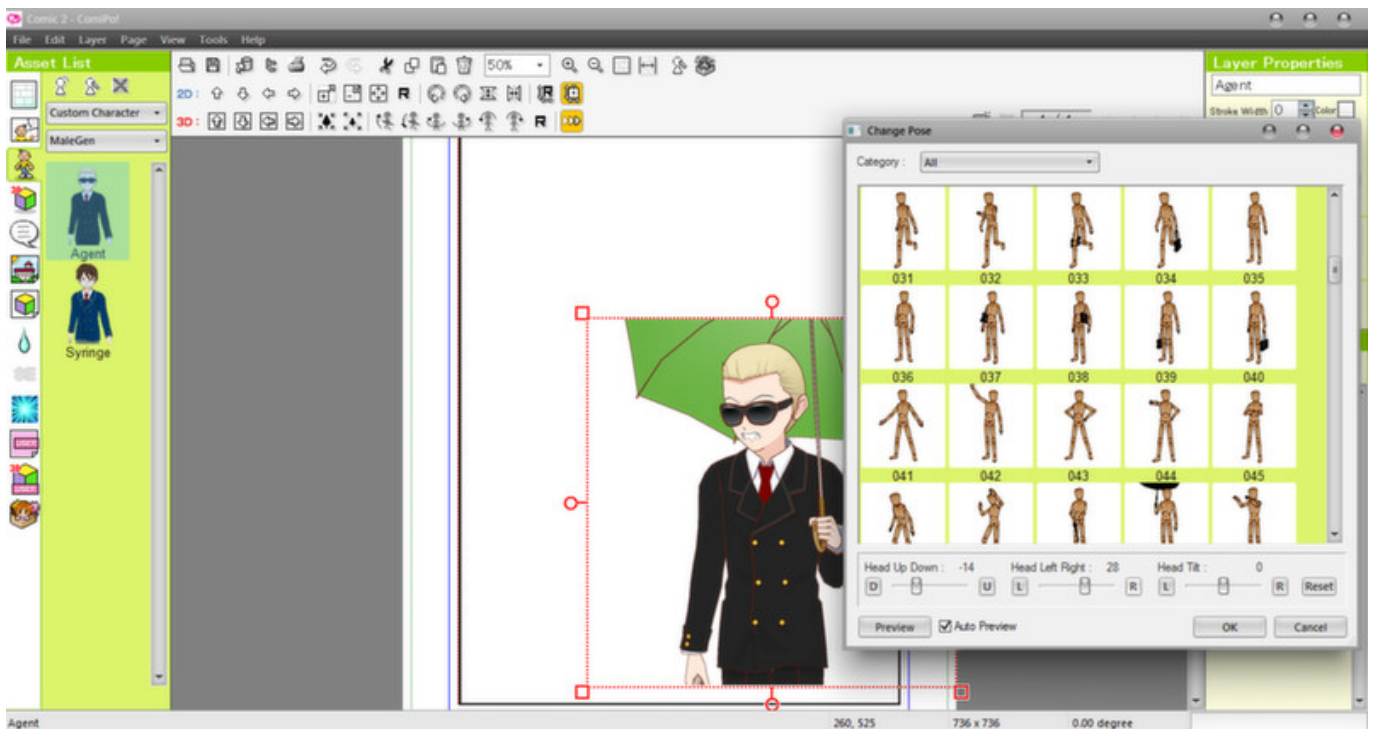 Comic 2 - ComiPo!
File Edit Layer Page View Tools Help
Asset List
Custom Character
MaleGen
Agent
Syringe
50%
2D :
3D :
Layer Properties
Agent
Stroke Width 0 Color
Change Pose
Category : All
031 032 033 034 035
036 037 038 039 040
041 042 043 044 045
Head Up Down : -14 Head Left Right : 28 Head Tilt : 0
D U L R L R Reset
Preview Auto Preview OK Cancel
Agent 260, 525 736 x 736 0.00 degree